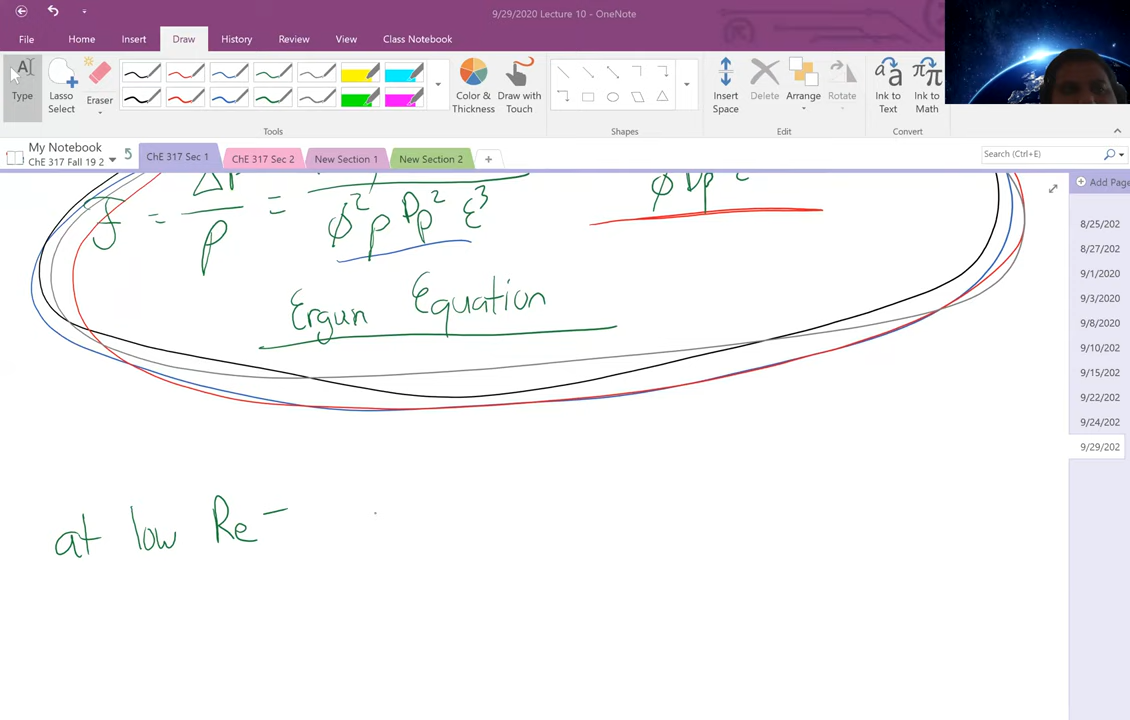 9/29/2020 Lecture 10 - OneNote
File Home Insert Draw History Review View Class Notebook
Type
Lasso Select
Eraser
Color & Thickness
Draw with Touch
Insert Space
Delete
Arrange
Rotate
Ink to Text
Ink to Math
Tools Shapes Edit Convert
My Notebook
ChE 317 Fall 19 2
ChE 317 Sec 1 ChE 317 Sec 2 New Section 1 New Section 2 +
Search (Ctrl+E)
Add Page
8/25/202
8/27/202
9/1/2020
9/3/2020
9/8/2020
9/10/202
9/15/202
9/22/202
9/24/202
9/29/202
ρ = φ² ρ Dp² ε³
Ergun Equation
at low Re -